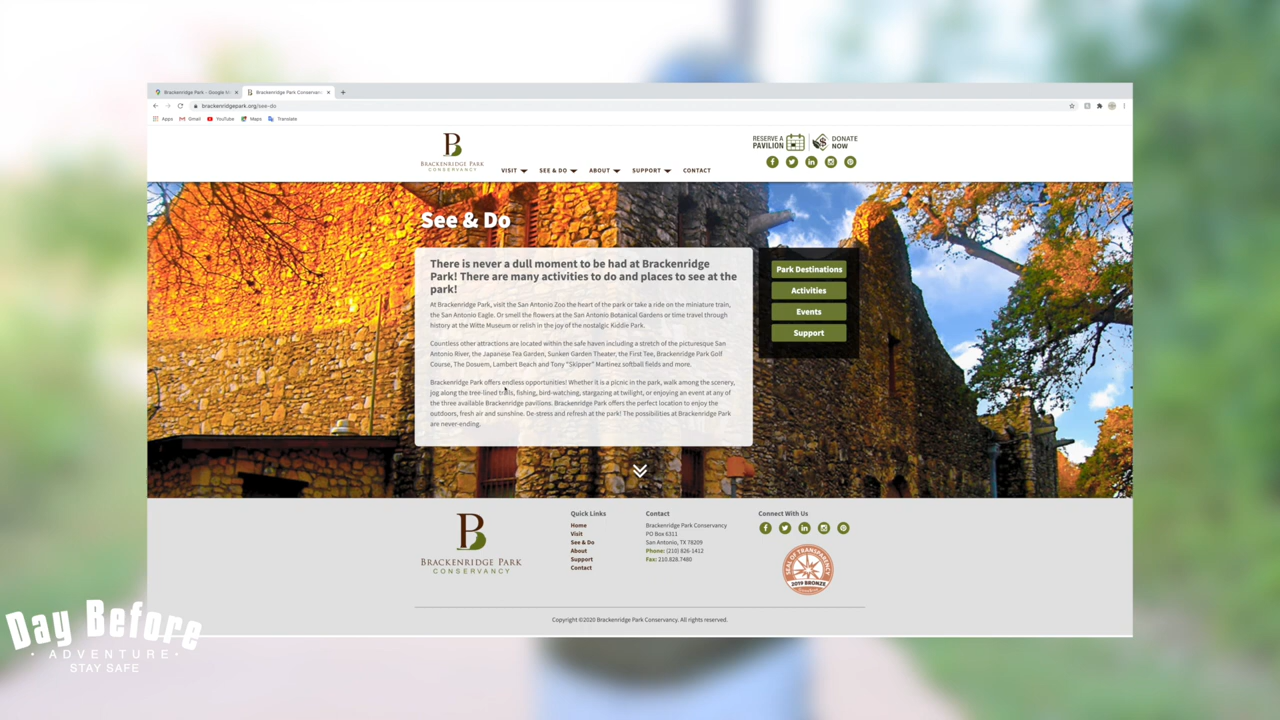 Brackenridge Park - Google M
Brackenridge Park Conservan
brackenridgepark.org/see-do
Apps Gmail YouTube Maps Translate
B
BRACKENRIDGE PARK
CONSERVANCY
VISIT SEE & DO ABOUT SUPPORT CONTACT
RESERVE A
PAVILION
DONATE
NOW
See & Do
There is never a dull moment to be had at Brackenridge
Park! There are many activities to do and places to see at the
park!
At Brackenridge Park, visit the San Antonio Zoo the heart of the park or take a ride on the miniature train,
the San Antonio Eagle. Or smell the flowers at the San Antonio Botanical Gardens or time travel through
history at the Witte Museum or relish in the joy of the nostalgic Kiddie Park.
Countless other attractions are located within the safe haven including a stretch of the picturesque San
Antonio River, the Japanese Tea Garden, Sunken Garden Theater, the First Tee, Brackenridge Park Golf
Course, The Doseum, Lambert Beach and Tony "Skipper" Martinez softball fields and more.
Brackenridge Park offers endless opportunities! Whether it is a picnic in the park, walk among the scenery,
jog along the tree-lined trails, fishing, bird-watching, stargazing at twilight, or enjoying an event at any of
the three available Brackenridge pavilions. Brackenridge Park offers the perfect location to enjoy the
outdoors, fresh air and sunshine. De-stress and refresh at the park! The possibilities at Brackenridge Park
are never-ending.
Park Destinations
Activities
Events
Support
B
BRACKENRIDGE PARK
CONSERVANCY
Quick Links
Home
Visit
See & Do
About
Support
Contact
Contact
Brackenridge Park Conservancy
PO Box 6311
San Antonio, TX 78209
Phone: (210) 826-1412
Fax: 210.828.7480
Connect With Us
SEAL OF TRANSPARENCY
2019 BRONZE
Copyright ©2020 Brackenridge Park Conservancy. All rights reserved.
Day Before
· ADVENTURE ·
STAY SAFE